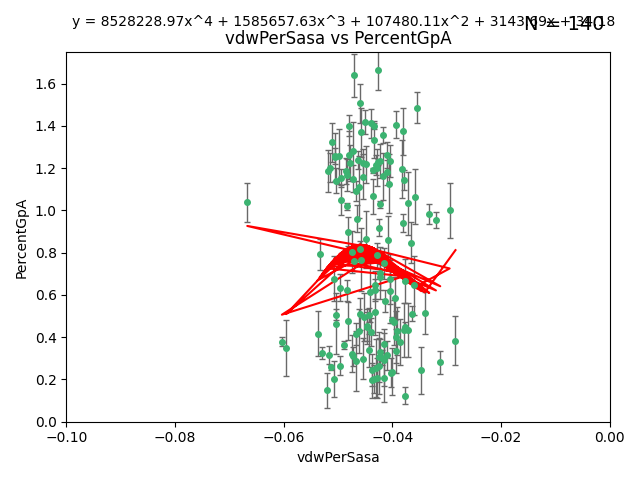 y = 8528228.97x^4 + 1585657.63x^3 + 107480.11x^2 +
N = 140
vdwPerSasa vs PercentGpA
1.6
1.4
1.2
1.0
0.8
0.6
0.4
0.2
0.0
PercentGpA
−0.10 −0.08 −0.06 −0.04 −0.02 0.00
vdwPerSasa